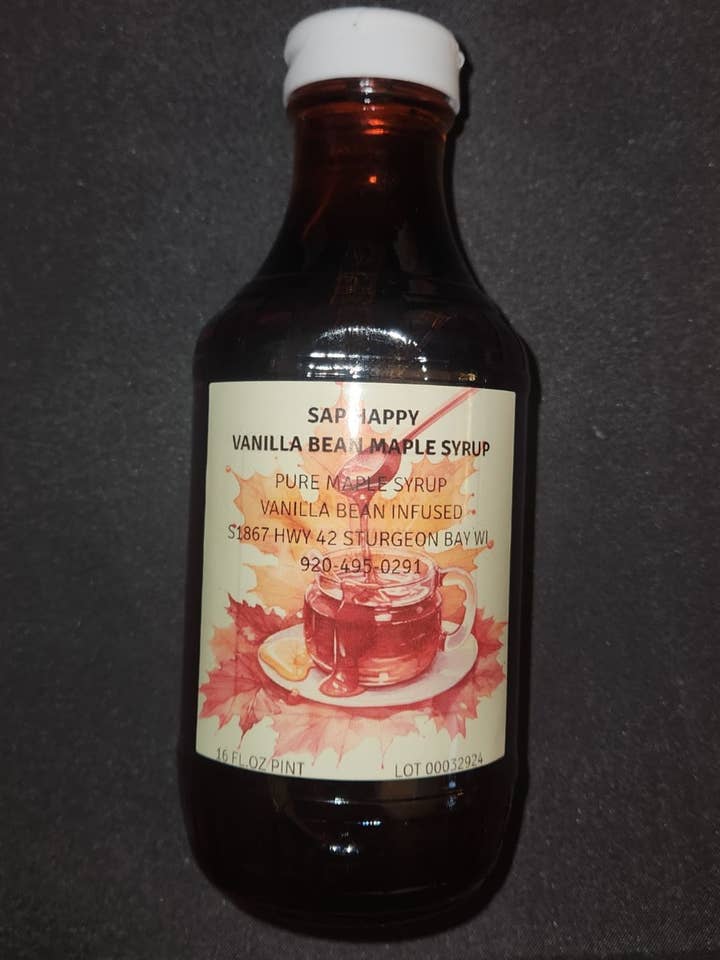 SAP HAPPY
VANILLA BEAN MAPLE SYRUP
PURE MAPLE SYRUP
VANILLA BEAN INFUSED
51867 HWY 42 STURGEON BAY WI
920-495-0291
16 FL.OZ PINT
LOT 00032924